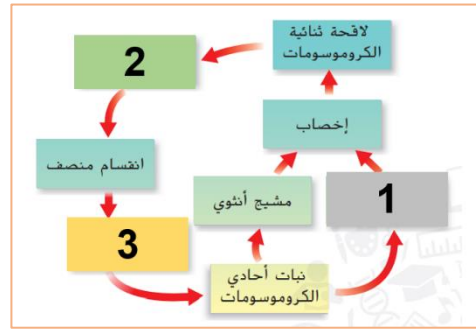 لاقحة ثنائية
الكروموسومات
2
إخصاب
انقسام منصف
مشيج أنثوي
1
3
نبات أحادي
الكروموسومات